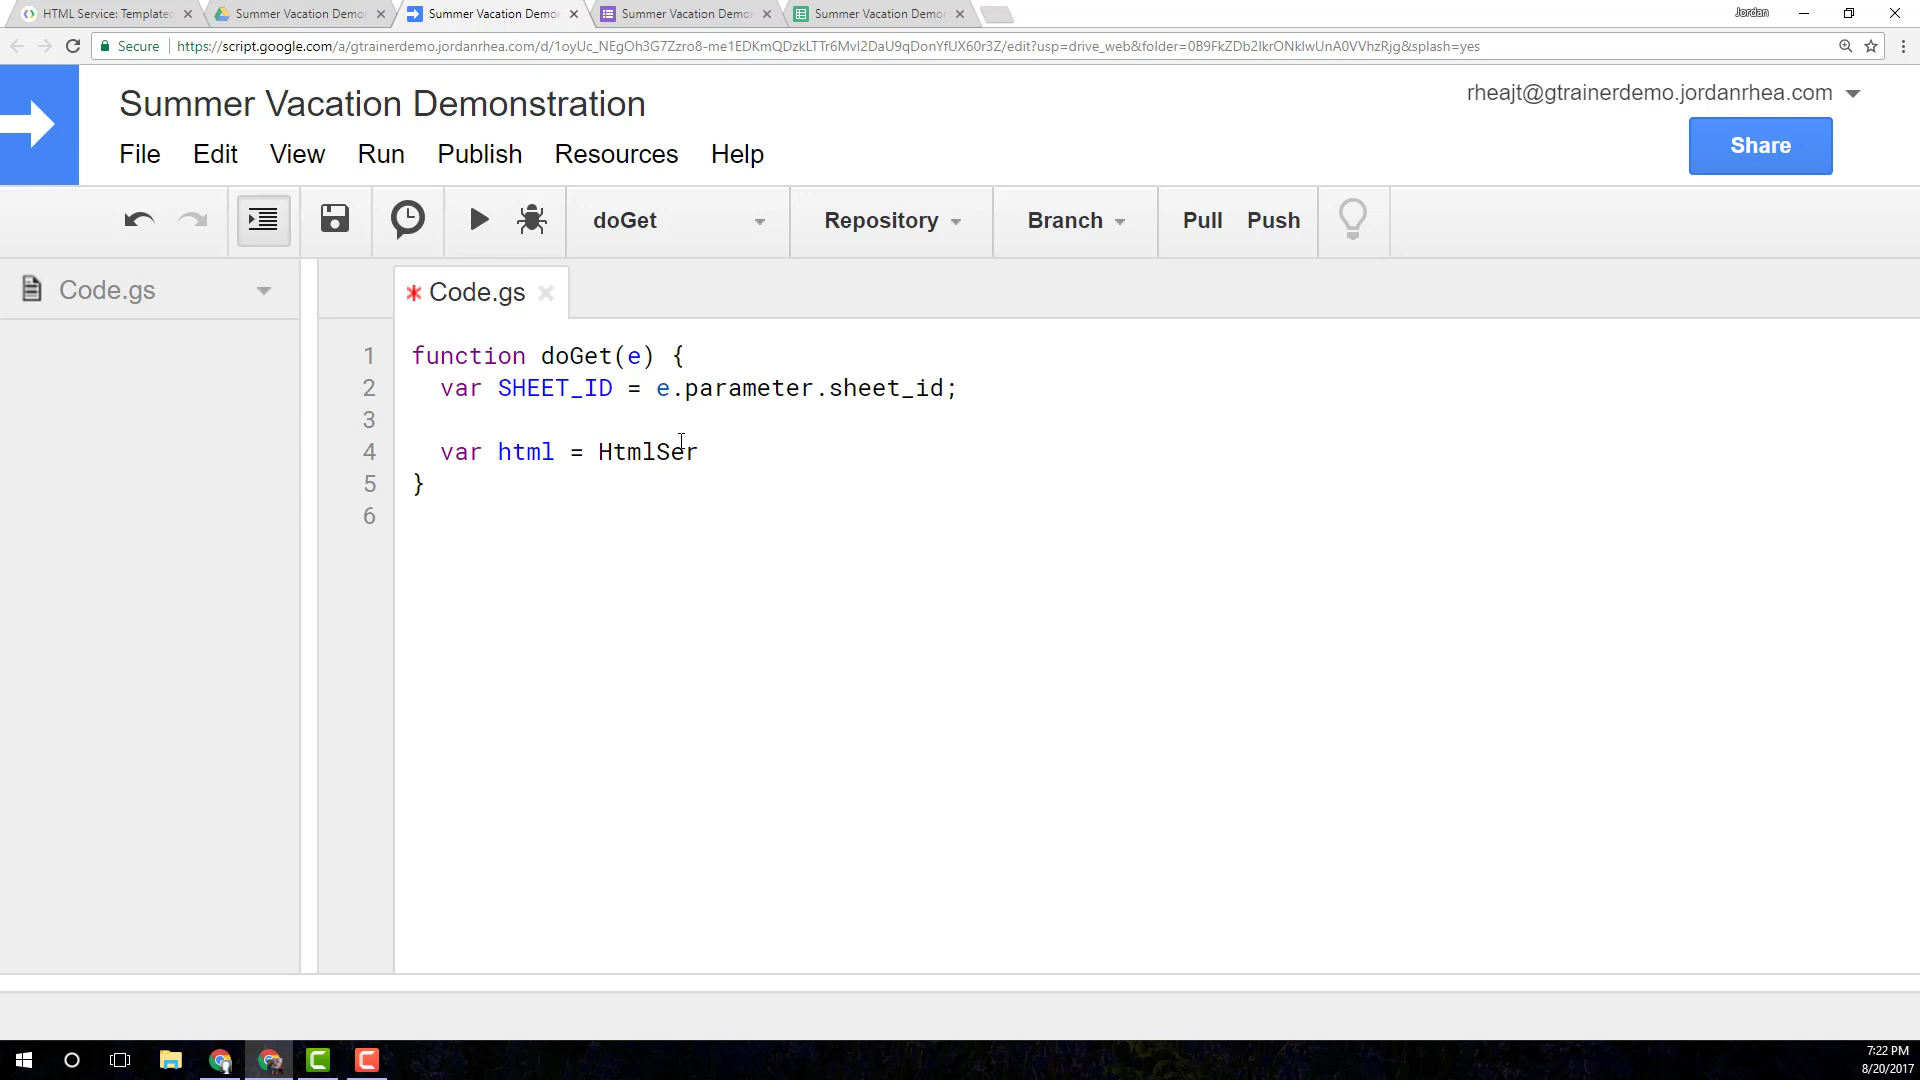 HTML Service: Templated
Summer Vacation Demo
Summer Vacation Demo
Summer Vacation Demo
Summer Vacation Demo
Jordan
Secure
https://script.google.com/a/gtrainerdemo.jordanrhea.com/d/1oyUc_NEgOh3G7Zzro8-me1EDKmQDzkLTTr6MvI2DaU9qDonYfUX60r3Z/edit?usp=drive_web&folder=0B9FkZDb2IkrONklwUnA0VVhzRjg&splash=yes
Summer Vacation Demonstration
rheajt@gtrainerdemo.jordanrhea.com
File Edit View Run Publish Resources Help
Share
doGet Repository Branch Pull Push
Code.gs
* Code.gs
1 function doGet(e) {
2 var SHEET_ID = e.parameter.sheet_id;
3
4 var html = HtmlSer
5 }
6
7:22 PM
8/20/2017